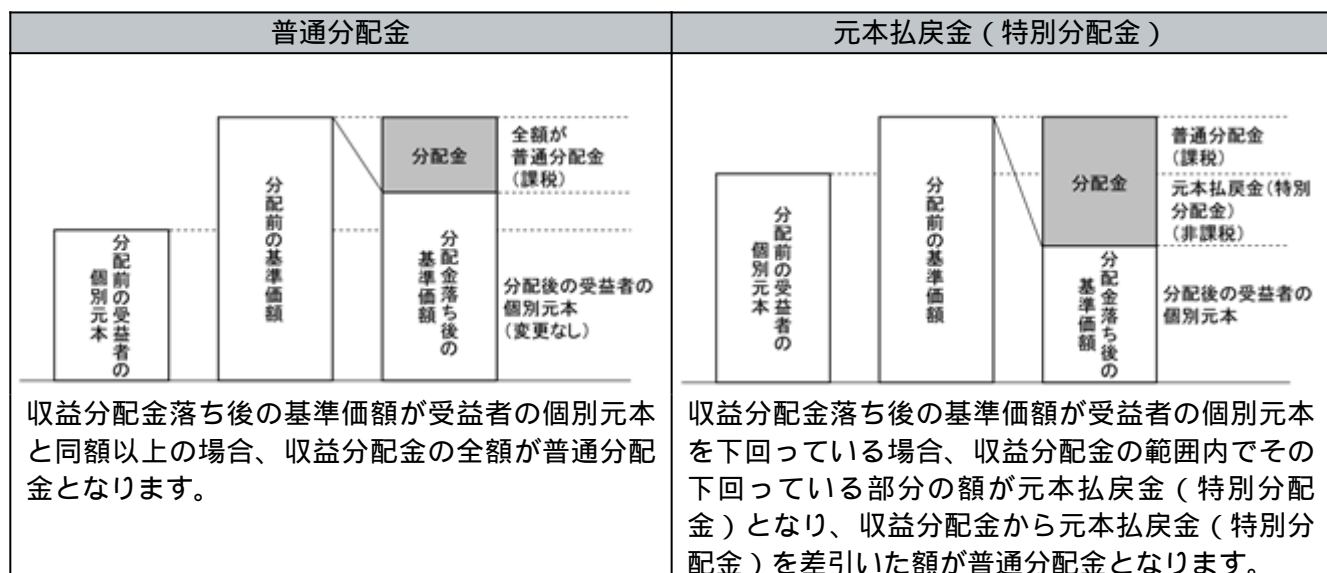 普通分配金
全額が
普通分配金
(課税)
分配金
分配前の受益者の
個別元本
分配前の基準価額
分配金落ち後の
基準価額
分配後の受益者の
個別元本
(変更なし)
収益分配金落ち後の基準価額が受益者の個別元本
と同額以上の場合、収益分配金の全額が普通分配
金となります。
元本払戻金(特別分配金)
普通分配金
(課税)
元本払戻金(特別
分配金)
(非課税)
分配金
分配前の受益者の
個別元本
分配前の基準価額
分配金落ち後の
基準価額
分配後の受益者の
個別元本
収益分配金落ち後の基準価額が受益者の個別元本
を下回っている場合、収益分配金の範囲内でその
下回っている部分の額が元本払戻金(特別分配
金)となり、収益分配金から元本払戻金(特別分
配金)を差引いた額が普通分配金となります。